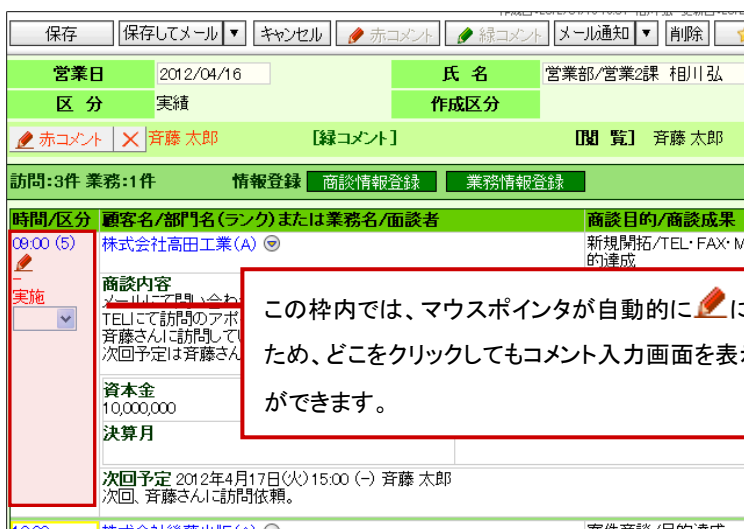 保存 保存してメール▼ キャンセル 赤コメント 緑コメント メール通知▼ 削除
営業日 2012/04/16 氏 名 営業部/営業2課 相川 弘
区 分 実績 作成区分
赤コメント 斉藤 太郎 【緑コメント】 【閲 覧】 斉藤 太郎
訪問:3件 業務:1件 情報登録 商談情報登録 業務情報登録
時間/区分 顧客名/部門名(ランク)または業務名/面談者 商談目的/商談成果
09:00 (5) 株式会社高田工業(A) 新規開拓/TEL・FAX・M
的達成
−
実施
商談内容
メールにて問い合わ
TELにて訪問のアポ
斉藤さんに訪問してい
次回予定は斉藤さん
この枠内では、マウスポインタが自動的に に
ため、どこをクリックしてもコメント入力画面を表
ができます。
資本金
10,000,000
決算月
次回予定 2012年4月17日(火)15:00 (−) 斉藤 太郎
次回、斉藤さんに訪問依頼。